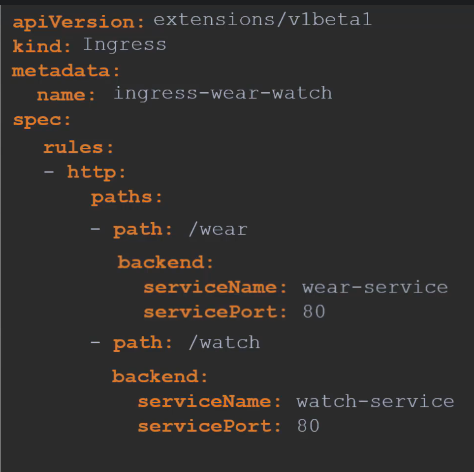 apiVersion: extensions/v1beta1
kind: Ingress
metadata:
name: ingress-wear-watch
spec:
rules:
- http:
paths:
- path: /wear
backend:
serviceName: wear-service
servicePort: 80
- path: /watch
backend:
serviceName: watch-service
servicePort: 80